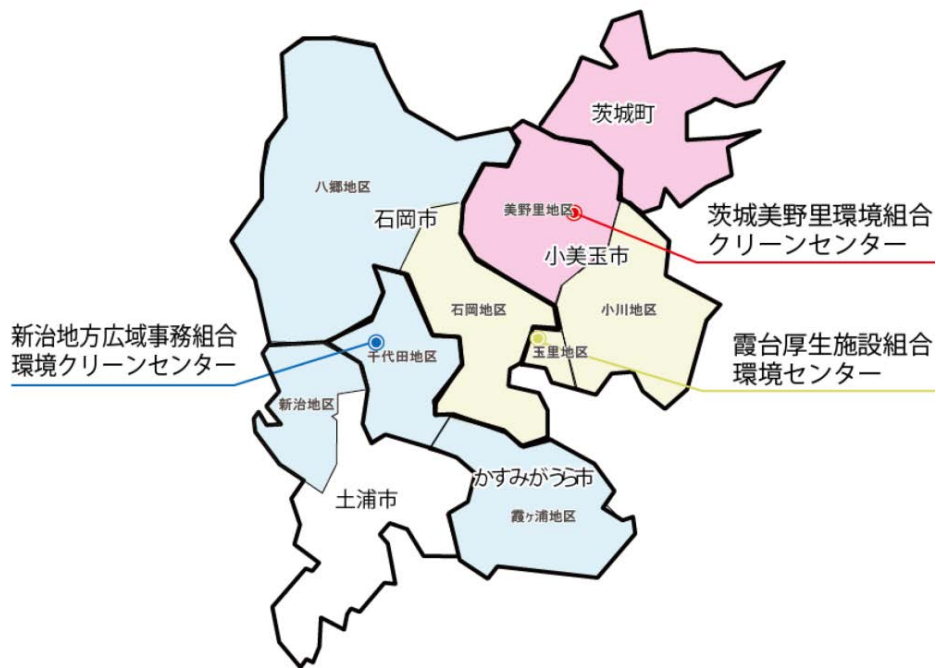 茨城町
八郷地区
美野里地区
石岡市
茨城美野里環境組合
クリーンセンター
小美玉市
石岡地区
小川地区
新治地方広域事務組合
環境クリーンセンター
千代田地区
玉里地区
霞台厚生施設組合
環境センター
新治地区
かすみがうら市
土浦市
霞ヶ浦地区